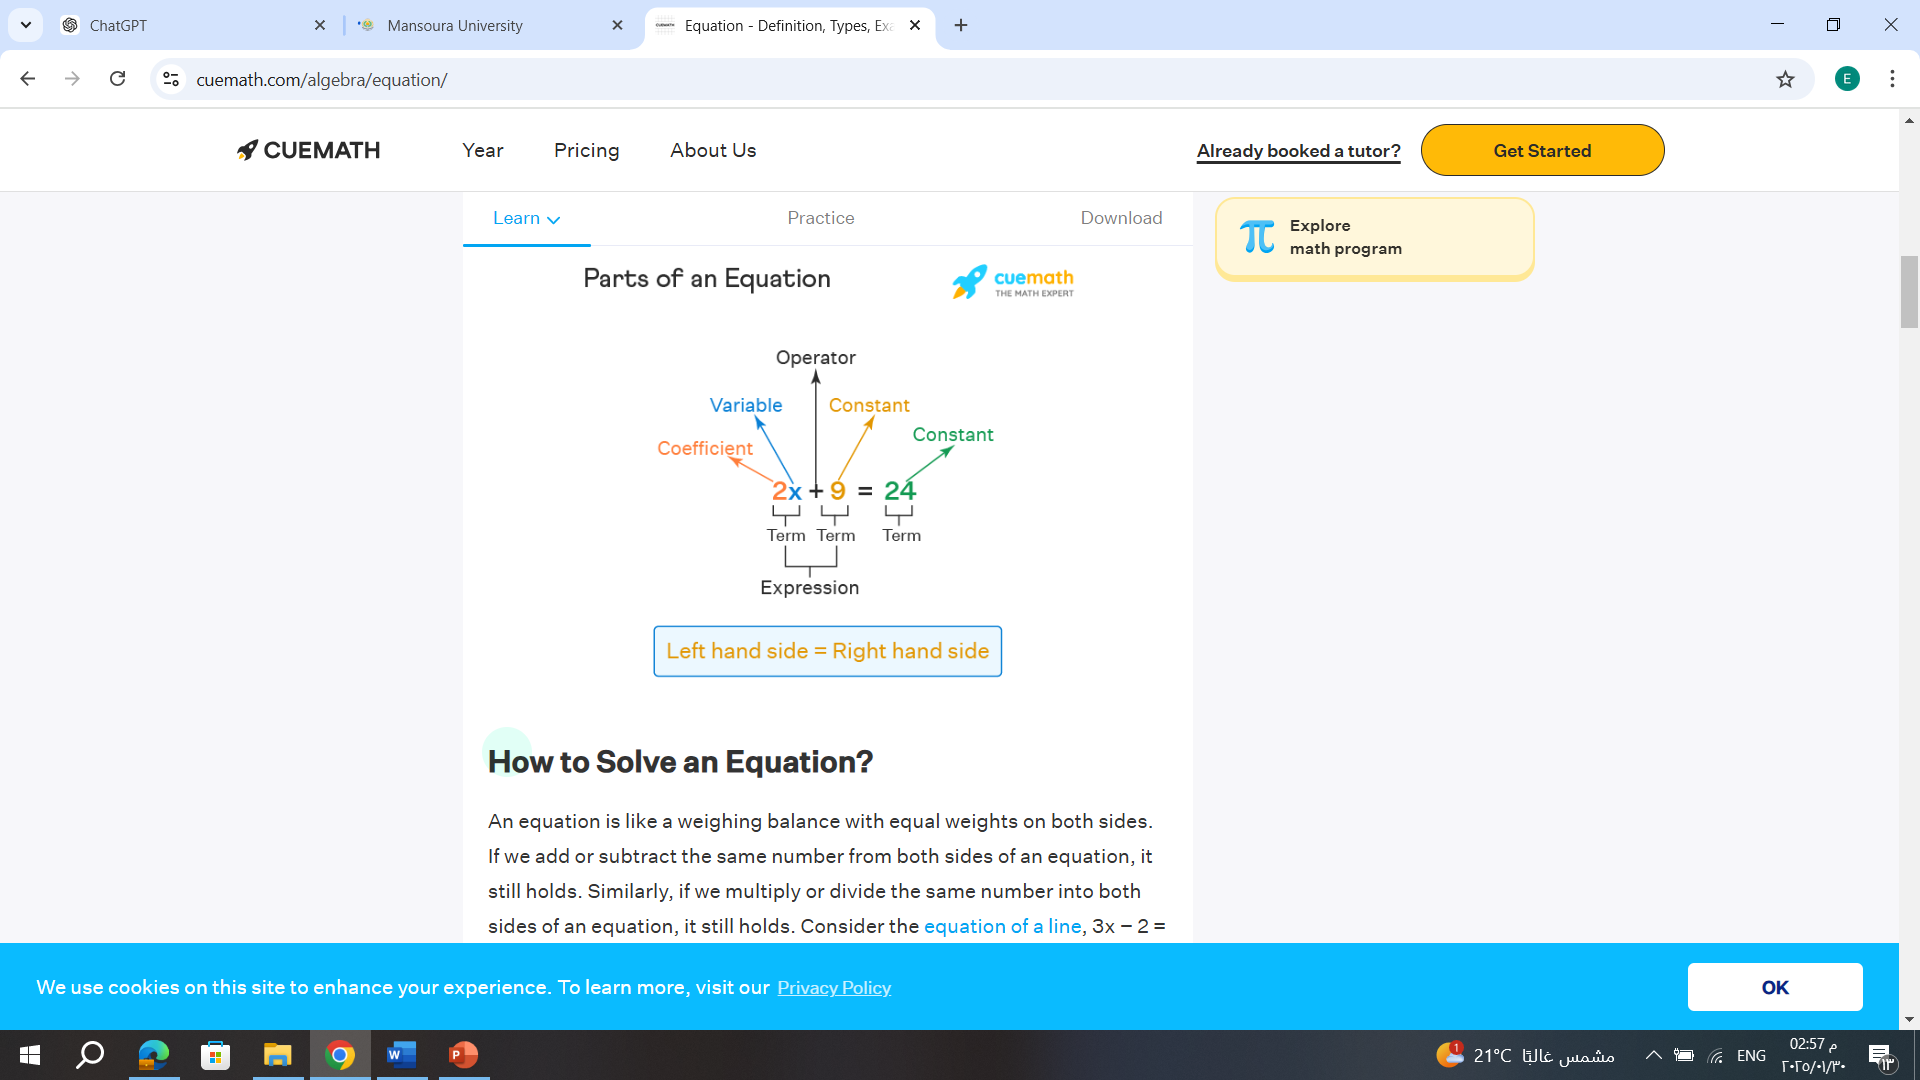 ChatGPT
Mansoura University
Equation - Definition, Types, Exa
cuemath.com/algebra/equation/
E
CUEMATH
Year
Pricing
About Us
Already booked a tutor?
Get Started
Learn
Practice
Download
Explore
math program
Parts of an Equation
cuemath
THE MATH EXPERT
Operator
Variable
Constant
Constant
Coefficient
2x + 9 = 24
Term Term Term
Expression
Left hand side = Right hand side
How to Solve an Equation?
An equation is like a weighing balance with equal weights on both sides.
If we add or subtract the same number from both sides of an equation, it
still holds. Similarly, if we multiply or divide the same number into both
sides of an equation, it still holds. Consider the equation of a line, 3x − 2 =
We use cookies on this site to enhance your experience. To learn more, visit our Privacy Policy
OK
1
21°C مشمس غالبًا
ENG
02:57 م
٢٠٢٥/٠١/٣٠
١٣